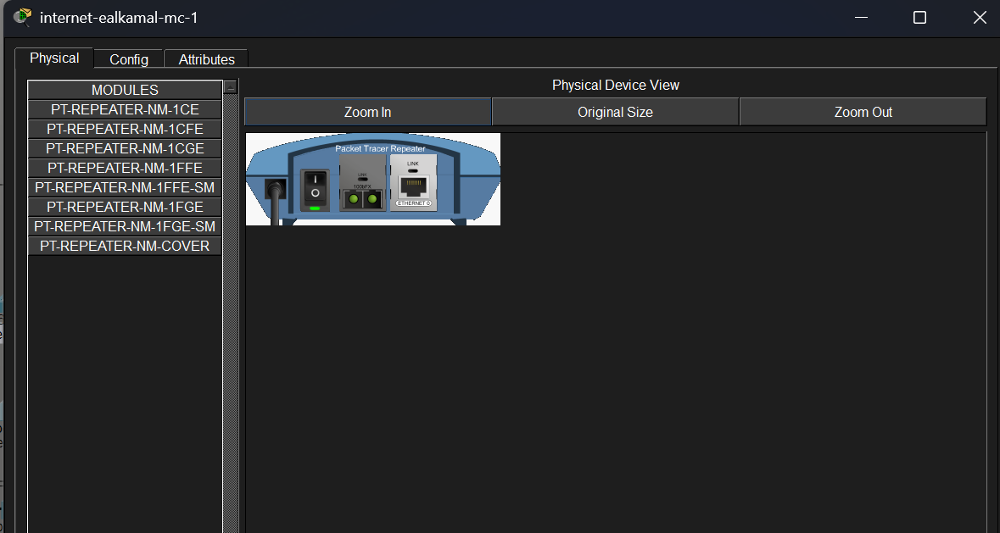 internet-ealkamal-mc-1
Physical
Config
Attributes
MODULES
PT-REPEATER-NM-1CE
PT-REPEATER-NM-1CFE
PT-REPEATER-NM-1CGE
PT-REPEATER-NM-1FFE
PT-REPEATER-NM-1FFE-SM
PT-REPEATER-NM-1FGE
PT-REPEATER-NM-1FGE-SM
PT-REPEATER-NM-COVER
Physical Device View
Zoom In
Original Size
Zoom Out
Packet Tracer Repeater
LINK
100bFX
LINK
ETHERNET 0